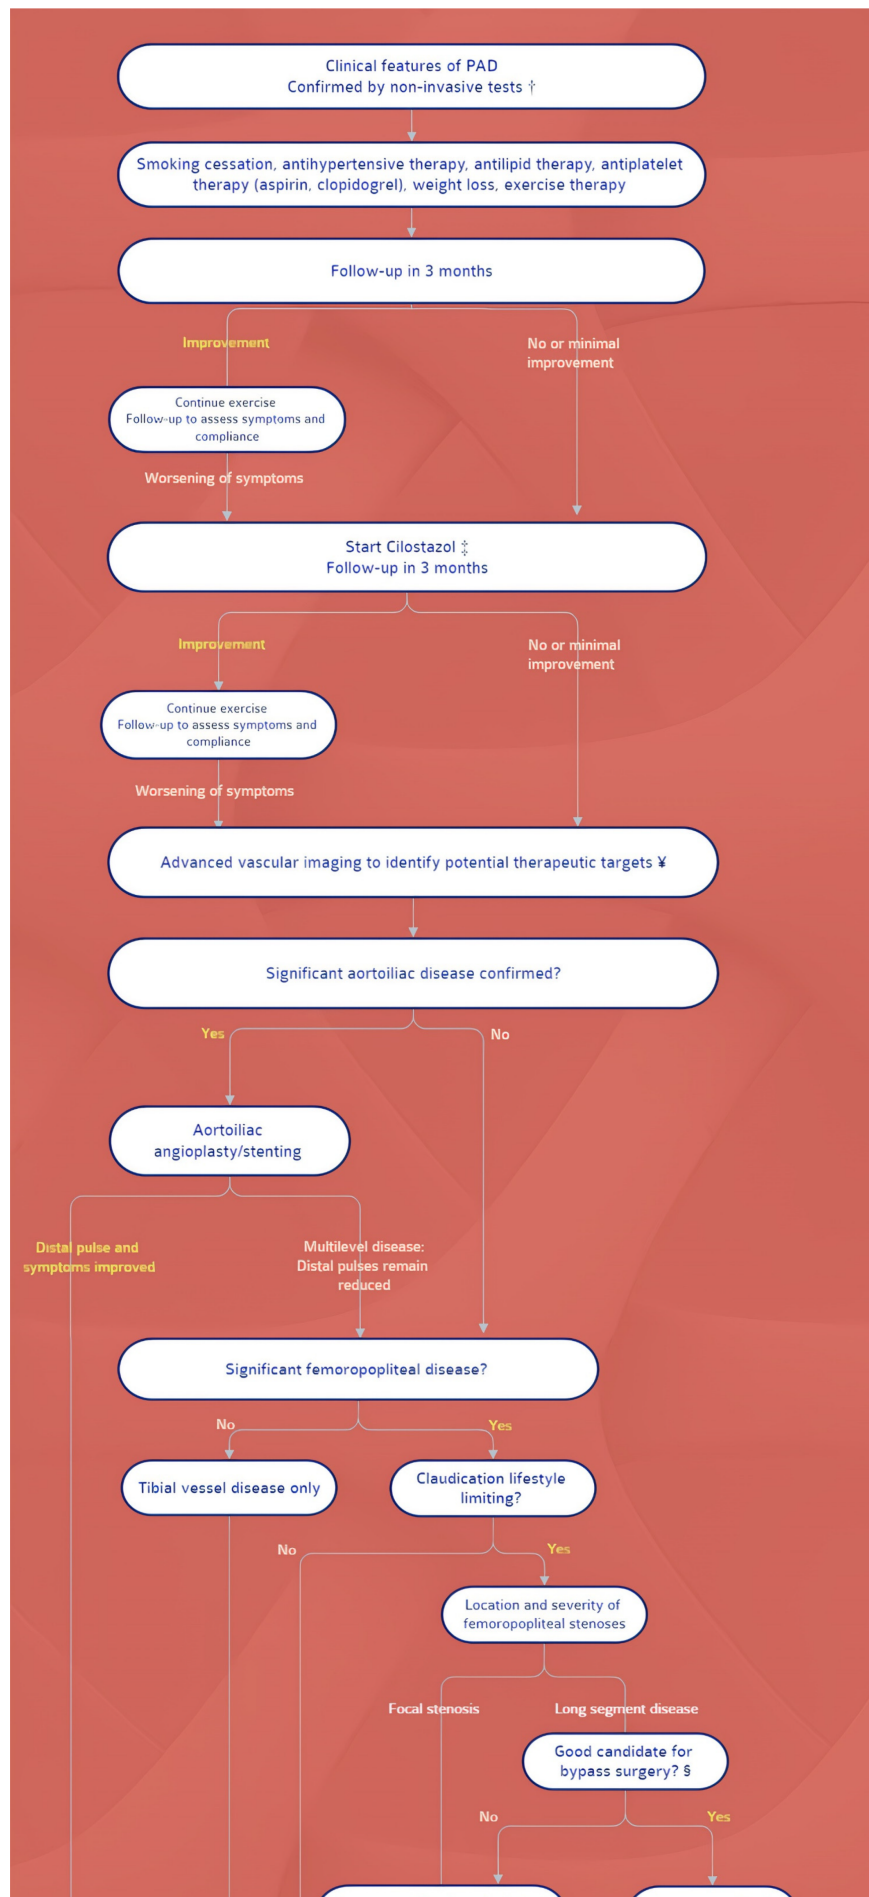 Clinical features of PAD
Confirmed by non-invasive tests †
Smoking cessation, antihypertensive therapy, antilipid therapy, antiplatelet
therapy (aspirin, clopidogrel), weight loss, exercise therapy
Follow-up in 3 months
Improvement
No or minimal
improvement
Continue exercise
Follow-up to assess symptoms and
compliance
Worsening of symptoms
Start Cilostazol ‡
Follow-up in 3 months
Improvement
No or minimal
improvement
Continue exercise
Follow-up to assess symptoms and
compliance
Worsening of symptoms
Advanced vascular imaging to identify potential therapeutic targets ¥
Significant aortoiliac disease confirmed?
Yes
No
Aortoiliac
angioplasty/stenting
Distal pulse and
symptoms improved
Multilevel disease:
Distal pulses remain
reduced
Significant femoropopliteal disease?
No
Yes
Tibial vessel disease only
Claudication lifestyle
limiting?
No
Yes
Location and severity of
femoropopliteal stenoses
Focal stenosis
Long segment disease
Good candidate for
bypass surgery? §
No
Yes